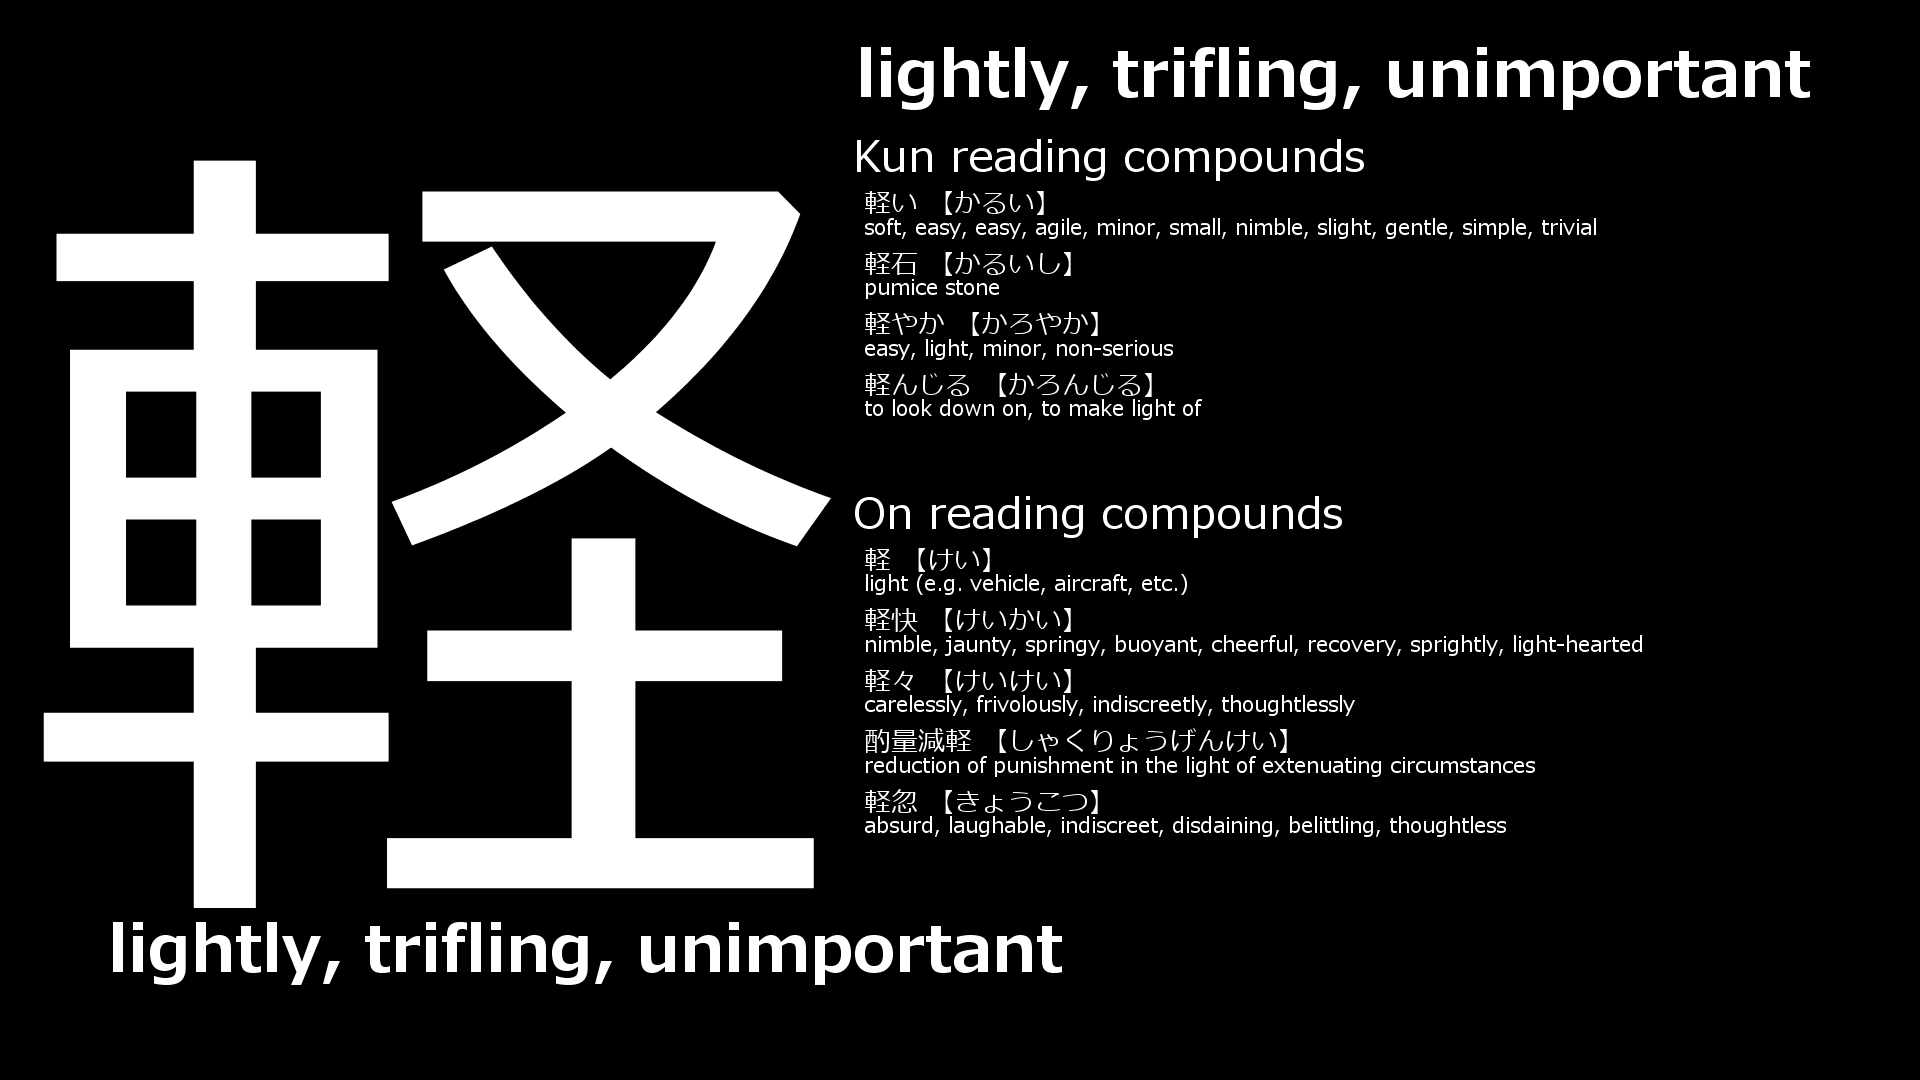 軽
lightly, trifling, unimportant
lightly, trifling, unimportant
Kun reading compounds
軽い 【かるい】
soft, easy, easy, agile, minor, small, nimble, slight, gentle, simple, trivial
軽石 【かるいし】
pumice stone
軽やか 【かろやか】
easy, light, minor, non-serious
軽んじる 【かろんじる】
to look down on, to make light of
On reading compounds
軽 【けい】
light (e.g. vehicle, aircraft, etc.)
軽快 【けいかい】
nimble, jaunty, springy, buoyant, cheerful, recovery, sprightly, light-hearted
軽々 【けいけい】
carelessly, frivolously, indiscreetly, thoughtlessly
酌量減軽 【しゃくりょうげんけい】
reduction of punishment in the light of extenuating circumstances
軽忽 【きょうこつ】
absurd, laughable, indiscreet, disdaining, belittling, thoughtless